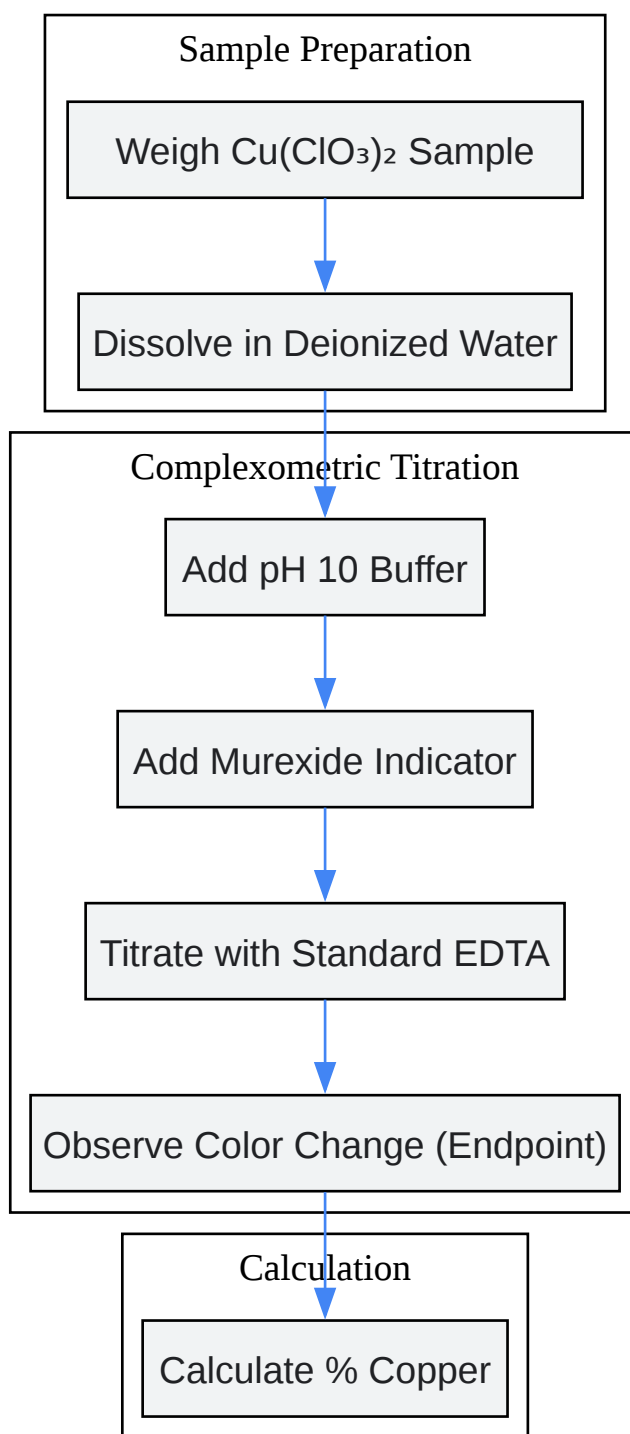 Sample Preparation
Weigh Cu(ClO₃)₂ Sample
Dissolve in Deionized Water
Complexometric Titration
Add pH 10 Buffer
Add Murexide Indicator
Titrate with Standard EDTA
Observe Color Change (Endpoint)
Calculation
Calculate % Copper